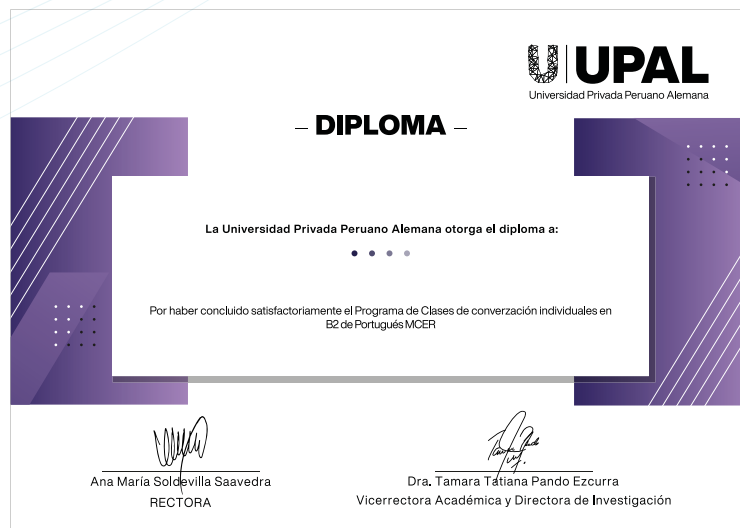 UPAL
Universidad Privada Peruano Alemana
– DIPLOMA –
La Universidad Privada Peruano Alemana otorga el diploma a:
Por haber concluido satisfactoriamente el Programa de Clases de converzación individuales en
B2 de Portugués MCER
Ana María Soldevilla Saavedra
RECTORA
Dra. Tamara Tatiana Pando Ezcurra
Vicerrectora Académica y Directora de Investigación